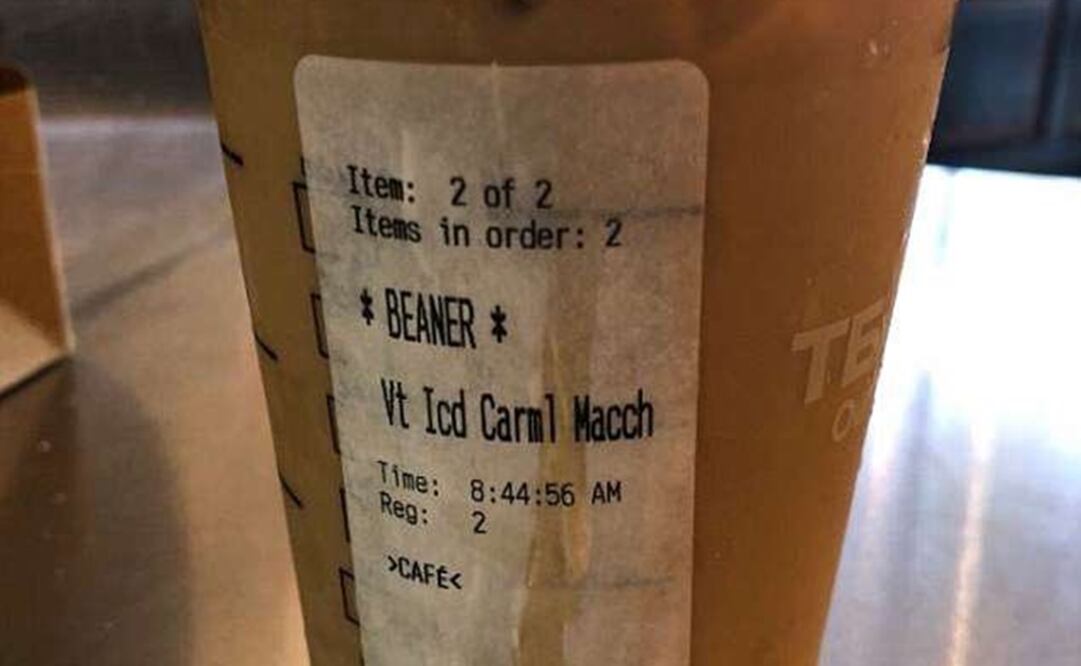 Item: 2 of 2
Items in order: 2
* BEANER *
Vt Icd Carml Macch
Time: 8:44:56 AM
Reg: 2
>CAFÉ<